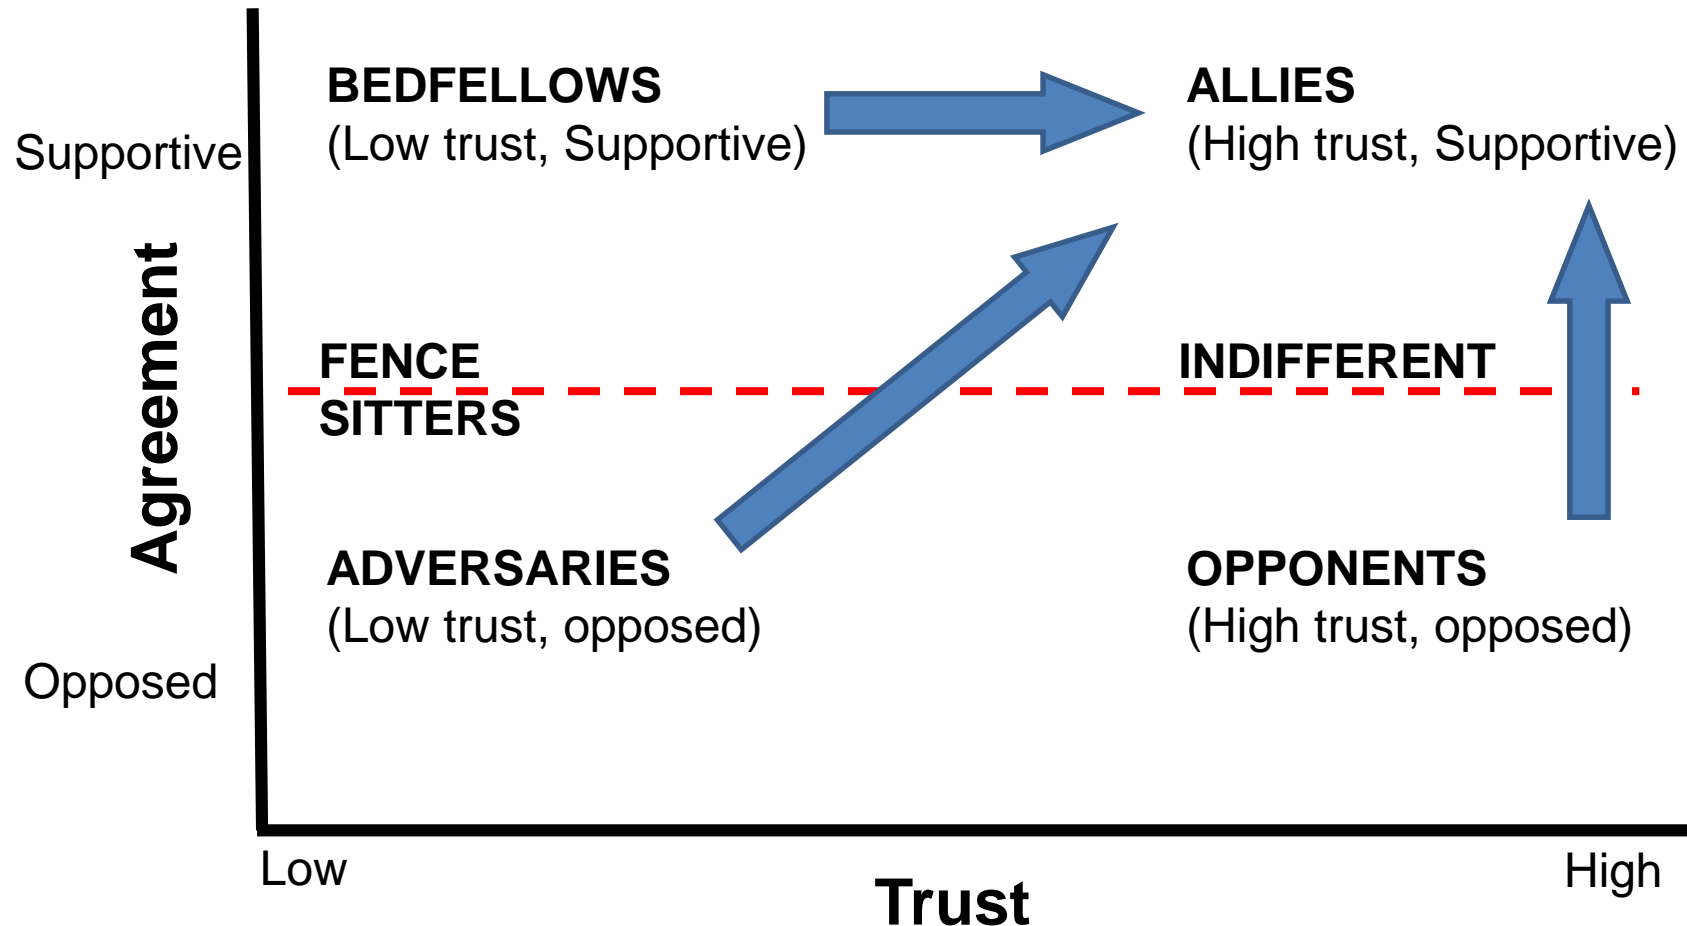 BEDFELLOWS
(Low trust, Supportive)
ALLIES
(High trust, Supportive)
Supportive
Agreement
FENCE
SITTERS
INDIFFERENT
ADVERSARIES
(Low trust, opposed)
OPPONENTS
(High trust, opposed)
Opposed
Low
High
Trust